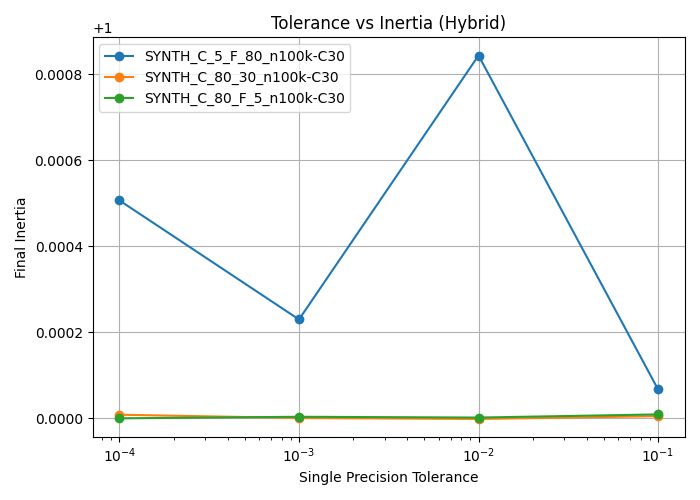 Tolerance vs Inertia (Hybrid)
+1
SYNTH_C_5_F_80_n100k-C30
SYNTH_C_80_30_n100k-C30
SYNTH_C_80_F_5_n100k-C30
0.0008
0.0006
0.0004
0.0002
0.0000
Final Inertia
10⁻⁴ 10⁻³ 10⁻² 10⁻¹
Single Precision Tolerance